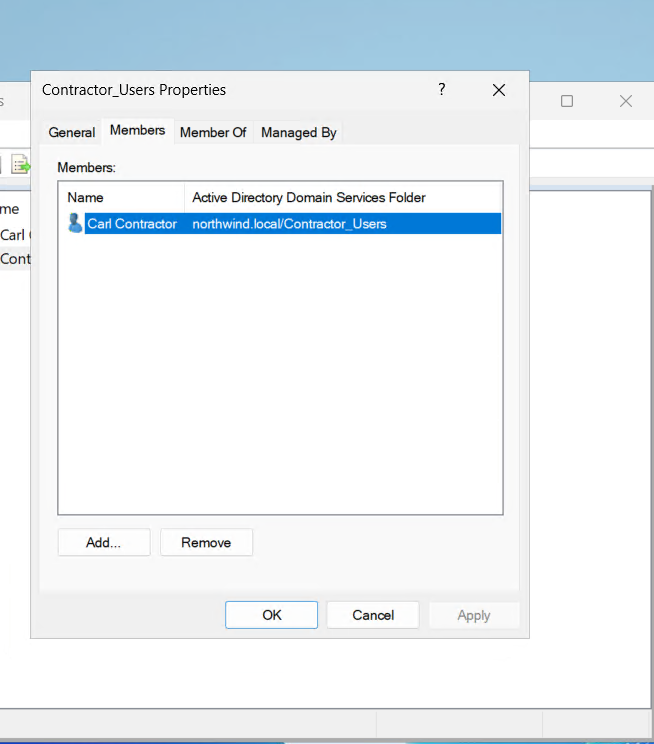 Contractor_Users Properties
?
s
General Members Member Of Managed By
Members:
Name Active Directory Domain Services Folder
me
Carl Contractor northwind.local/Contractor_Users
Carl
Cont
Add... Remove
OK Cancel Apply